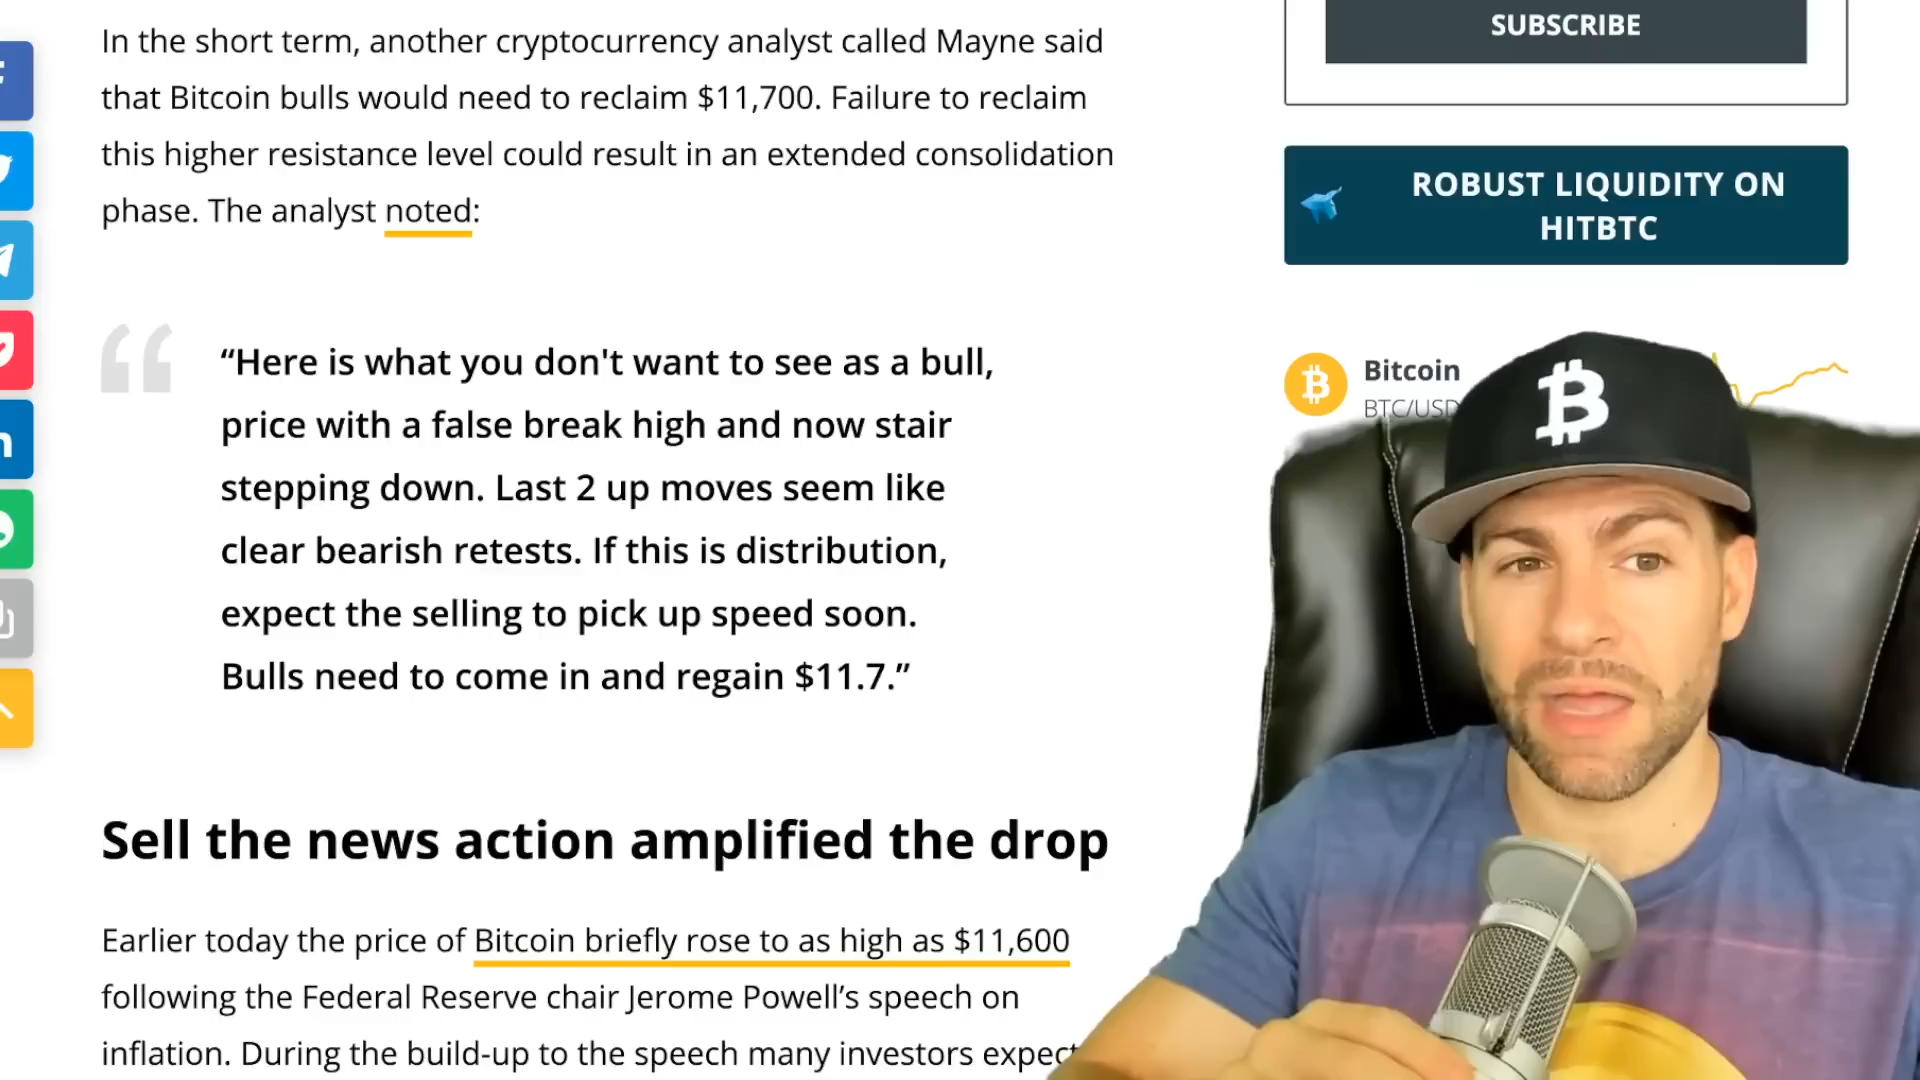 In the short term, another cryptocurrency analyst called Mayne said
that Bitcoin bulls would need to reclaim $11,700. Failure to reclaim
this higher resistance level could result in an extended consolidation
phase. The analyst noted:
“Here is what you don't want to see as a bull,
price with a false break high and now stair
stepping down. Last 2 up moves seem like
clear bearish retests. If this is distribution,
expect the selling to pick up speed soon.
Bulls need to come in and regain $11.7.”
Sell the news action amplified the drop
Earlier today the price of Bitcoin briefly rose to as high as $11,600
following the Federal Reserve chair Jerome Powell’s speech on
inflation. During the build-up to the speech many investors expect
SUBSCRIBE
ROBUST LIQUIDITY ON
HITBTC
Bitcoin
BTC/USD